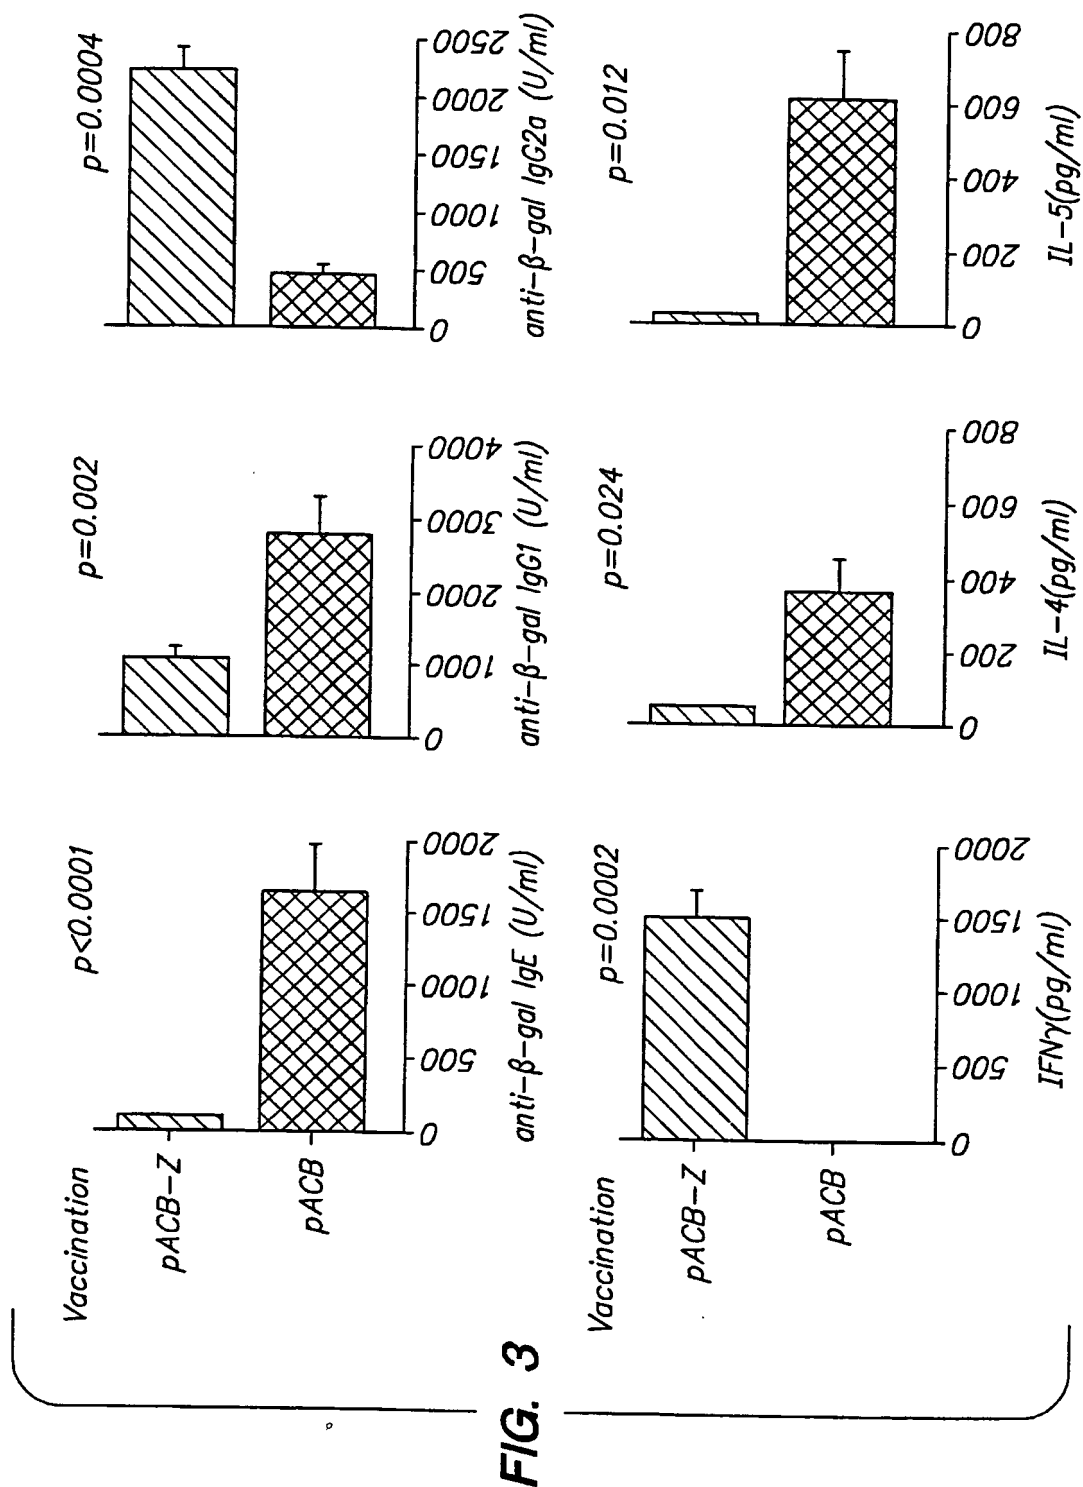 Vaccination
p<0.0001
p=0.002
p=0.0004
pACB-Z
pACB
0 500 1000 1500 2000
0 1000 2000 3000 4000
0 500 1000 1500 2000 2500
anti-β-gal IgE (U/ml)
anti-β-gal IgG1 (U/ml)
anti-β-gal IgG2a (U/ml)
Vaccination
p=0.0002
p=0.024
p=0.012
pACB-Z
pACB
0 500 1000 1500 2000
0 200 400 600 800
0 200 400 600 800
IFNγ(pg/ml)
IL-4(pg/ml)
IL-5(pg/ml)
FIG. 3